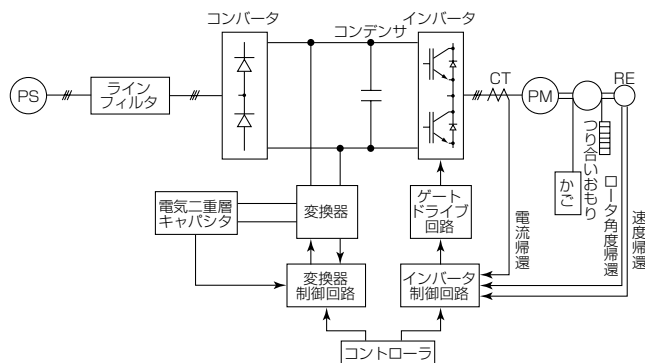 コンバータ
コンデンサ
インバータ
PS
ライン
フィルタ
CT
PM
RE
かご
つり合いおもり
ロータ角度帰還
速度帰還
電流帰還
電気二重層
キャパシタ
変換器
ゲート
ドライブ
回路
変換器
制御回路
インバータ
制御回路
コントローラ